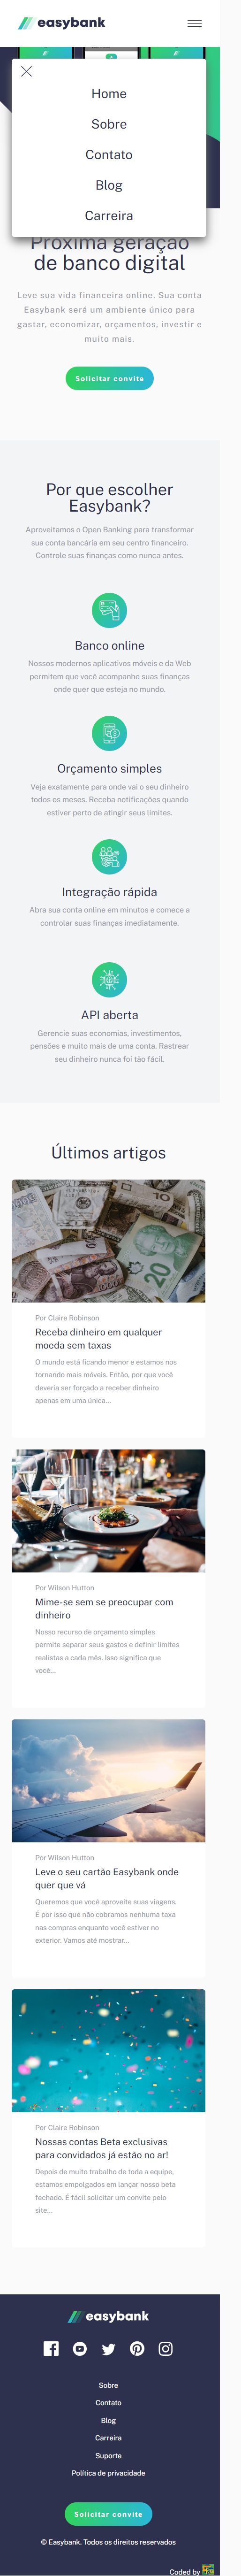 easybank
Home
Sobre
Contato
Blog
Carreira
Próxima geração
de banco digital
Leve sua vida financeira online. Sua conta
Easybank será um ambiente único para
gastar, economizar, orçamentos, investir e
muito mais.
Solicitar convite
Por que escolher
Easybank?
Aproveitamos o Open Banking para transformar
sua conta bancária em seu centro financeiro.
Controle suas finanças como nunca antes.
Banco online
Nossos modernos aplicativos móveis e da Web
permitem que você acompanhe suas finanças
onde quer que esteja no mundo.
Orçamento simples
Veja exatamente para onde vai o seu dinheiro
todos os meses. Receba notificações quando
estiver perto de atingir seus limites.
Integração rápida
Abra sua conta online em minutos e comece a
controlar suas finanças imediatamente.
API aberta
Gerencie suas economias, investimentos,
pensões e muito mais de uma conta. Rastrear
seu dinheiro nunca foi tão fácil.
Últimos artigos
Por Claire Robinson
Receba dinheiro em qualquer
moeda sem taxas
O mundo está ficando menor e estamos nos
tornando mais móveis. Então, por que você
deveria ser forçado a receber dinheiro
apenas em uma única...
Por Wilson Hutton
Mime-se sem se preocupar com
dinheiro
Nosso recurso de orçamento simples
permite separar seus gastos e definir limites
realistas a cada mês. Isso significa que
você...
Por Wilson Hutton
Leve o seu cartão Easybank onde
quer que vá
Queremos que você aproveite suas viagens.
É por isso que não cobramos nenhuma taxa
nas compras enquanto você estiver no
exterior. Vamos até mostrar...
Por Claire Robinson
Nossas contas Beta exclusivas
para convidados já estão no ar!
Depois de muito trabalho de toda a equipe,
estamos empolgados em lançar nosso beta
fechado. É fácil solicitar um convite pelo
site...
easybank
Sobre
Contato
Blog
Carreira
Suporte
Política de privacidade
Solicitar convite
© Easybank. Todos os direitos reservados
Coded by